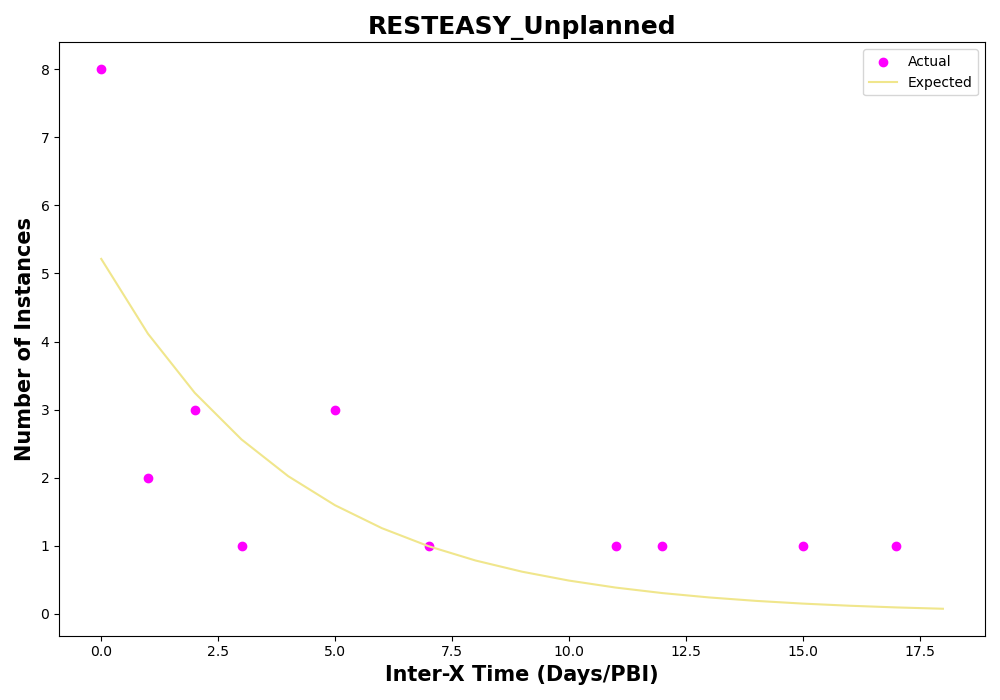 RESTEASY_Unplanned
Actual
Expected
Number of Instances
8
7
6
5
4
3
2
1
0
0.0 2.5 5.0 7.5 10.0 12.5 15.0 17.5
Inter-X Time (Days/PBI)